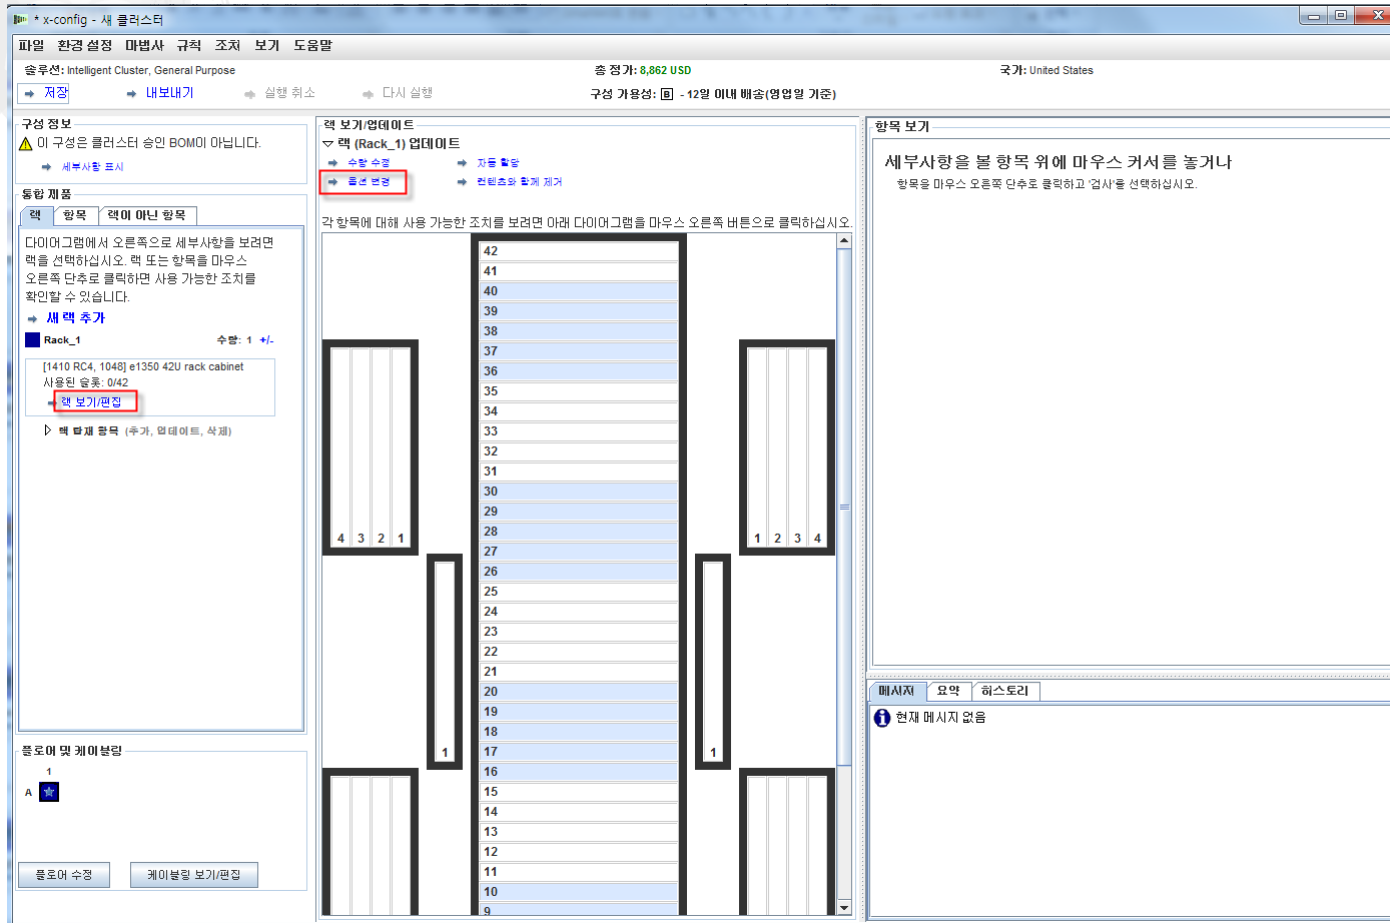 * x-config - 새 클러스터
파일 환경 설정 마법사 규칙 조처 보기 도움말
솔루션: Intelligent Cluster, General Purpose
총 정가: 8,862 USD
국가: United States
저장 내보내기 실행 취소 다시 실행
구성 가용성: B - 12일 이내 배송(영업일 기준)
구성 정보
이 구성은 클러스터 승인 BOM이 아닙니다.
세부사항 표시
통합 제품
랙 항목 랙이 아닌 항목
다이어그램에서 오른쪽으로 세부사항을 보려면
랙을 선택하십시오. 랙 또는 항목을 마우스
오른쪽 단추로 클릭하면 사용 가능한 조치를
확인할 수 있습니다.
새 랙 추가
Rack_1 수량: 1 +/-
[1410 RC4, 1048] e1350 42U rack cabinet
사용된 슬롯: 0/42
랙 보기/편집
랙 탑재 항목 (추가, 업데이트, 삭제)
플로어 및 케이블링
1
A
플로어 수정 케이블링 보기/편집
랙 보기/업데이트
랙 (Rack_1) 업데이트
수량 수정 자동 할당
옵션 변경 컨텐츠와 함께 제거
각 항목에 대해 사용 가능한 조치를 보려면 아래 다이어그램을 마우스 오른쪽 버튼으로 클릭하십시오.
42
41
40
39
38
37
36
35
34
33
32
31
30
29
28
4 3 2 1
1 2 3 4
27
26
25
24
23
22
21
20
19
18
1
17
1
16
15
14
13
12
11
10
9
항목 보기
세부사항을 볼 항목 위에 마우스 커서를 놓거나
항목을 마우스 오른쪽 단추로 클릭하고 '검사'를 선택하십시오.
메시지 요약 히스토리
현재 메시지 없음